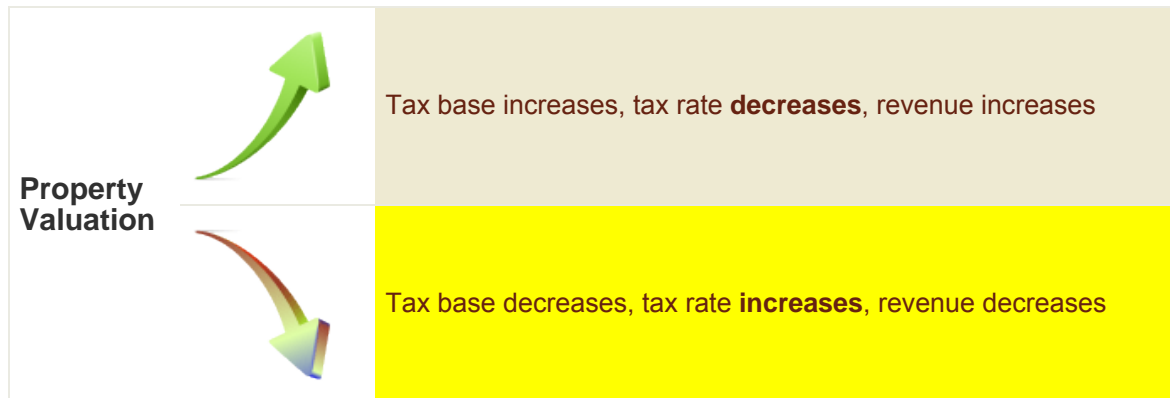 Tax base increases, tax rate decreases, revenue increases
Property
Valuation
Tax base decreases, tax rate increases, revenue decreases